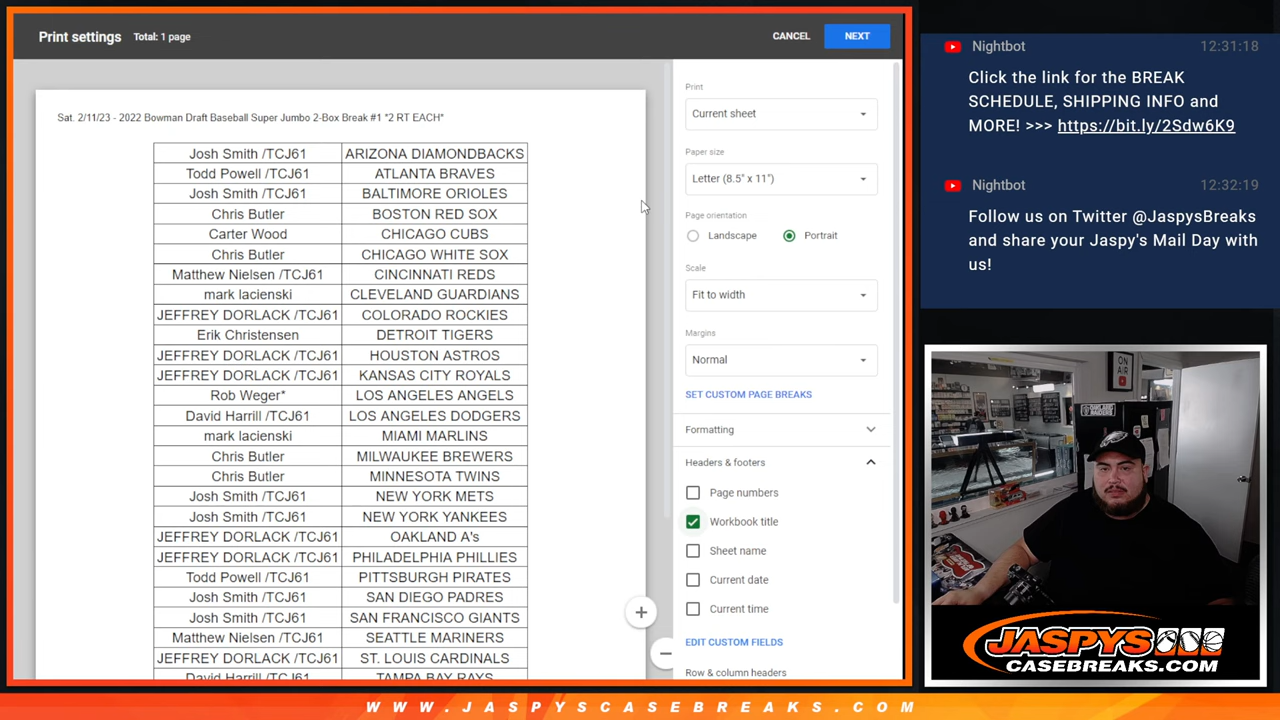 Print settings Total: 1 page CANCEL NEXT
Sat. 2/11/23 - 2022 Bowman Draft Baseball Super Jumbo 2-Box Break #1 *2 RT EACH*
Josh Smith /TCJ61 ARIZONA DIAMONDBACKS
Todd Powell /TCJ61 ATLANTA BRAVES
Josh Smith /TCJ61 BALTIMORE ORIOLES
Chris Butler BOSTON RED SOX
Carter Wood CHICAGO CUBS
Chris Butler CHICAGO WHITE SOX
Matthew Nielsen /TCJ61 CINCINNATI REDS
mark lacienski CLEVELAND GUARDIANS
JEFFREY DORLACK /TCJ61 COLORADO ROCKIES
Erik Christensen DETROIT TIGERS
JEFFREY DORLACK /TCJ61 HOUSTON ASTROS
JEFFREY DORLACK /TCJ61 KANSAS CITY ROYALS
Rob Weger* LOS ANGELES ANGELS
David Harrill /TCJ61 LOS ANGELES DODGERS
mark lacienski MIAMI MARLINS
Chris Butler MILWAUKEE BREWERS
Chris Butler MINNESOTA TWINS
Josh Smith /TCJ61 NEW YORK METS
Josh Smith /TCJ61 NEW YORK YANKEES
JEFFREY DORLACK /TCJ61 OAKLAND A's
JEFFREY DORLACK /TCJ61 PHILADELPHIA PHILLIES
Todd Powell /TCJ61 PITTSBURGH PIRATES
Josh Smith /TCJ61 SAN DIEGO PADRES
Josh Smith /TCJ61 SAN FRANCISCO GIANTS
Matthew Nielsen /TCJ61 SEATTLE MARINERS
JEFFREY DORLACK /TCJ61 ST. LOUIS CARDINALS
David Harrill /TCJ61 TAMPA BAY RAYS
Print
Current sheet
Paper size
Letter (8.5" x 11")
Page orientation
Landscape Portrait
Scale
Fit to width
Margins
Normal
SET CUSTOM PAGE BREAKS
Formatting
Headers & footers
Page numbers
Workbook title
Sheet name
Current date
Current time
EDIT CUSTOM FIELDS
Row & column headers
Nightbot 12:31:18
Click the link for the BREAK
SCHEDULE, SHIPPING INFO and
MORE! >>> https://bit.ly/2Sdw6K9
Nightbot 12:32:19
Follow us on Twitter @JaspysBreaks
and share your Jaspy's Mail Day with
us!
ON
AIR
JASPYS
CASEBREAKS.COM
WWW.JASPYSCASEBREAKS.COM